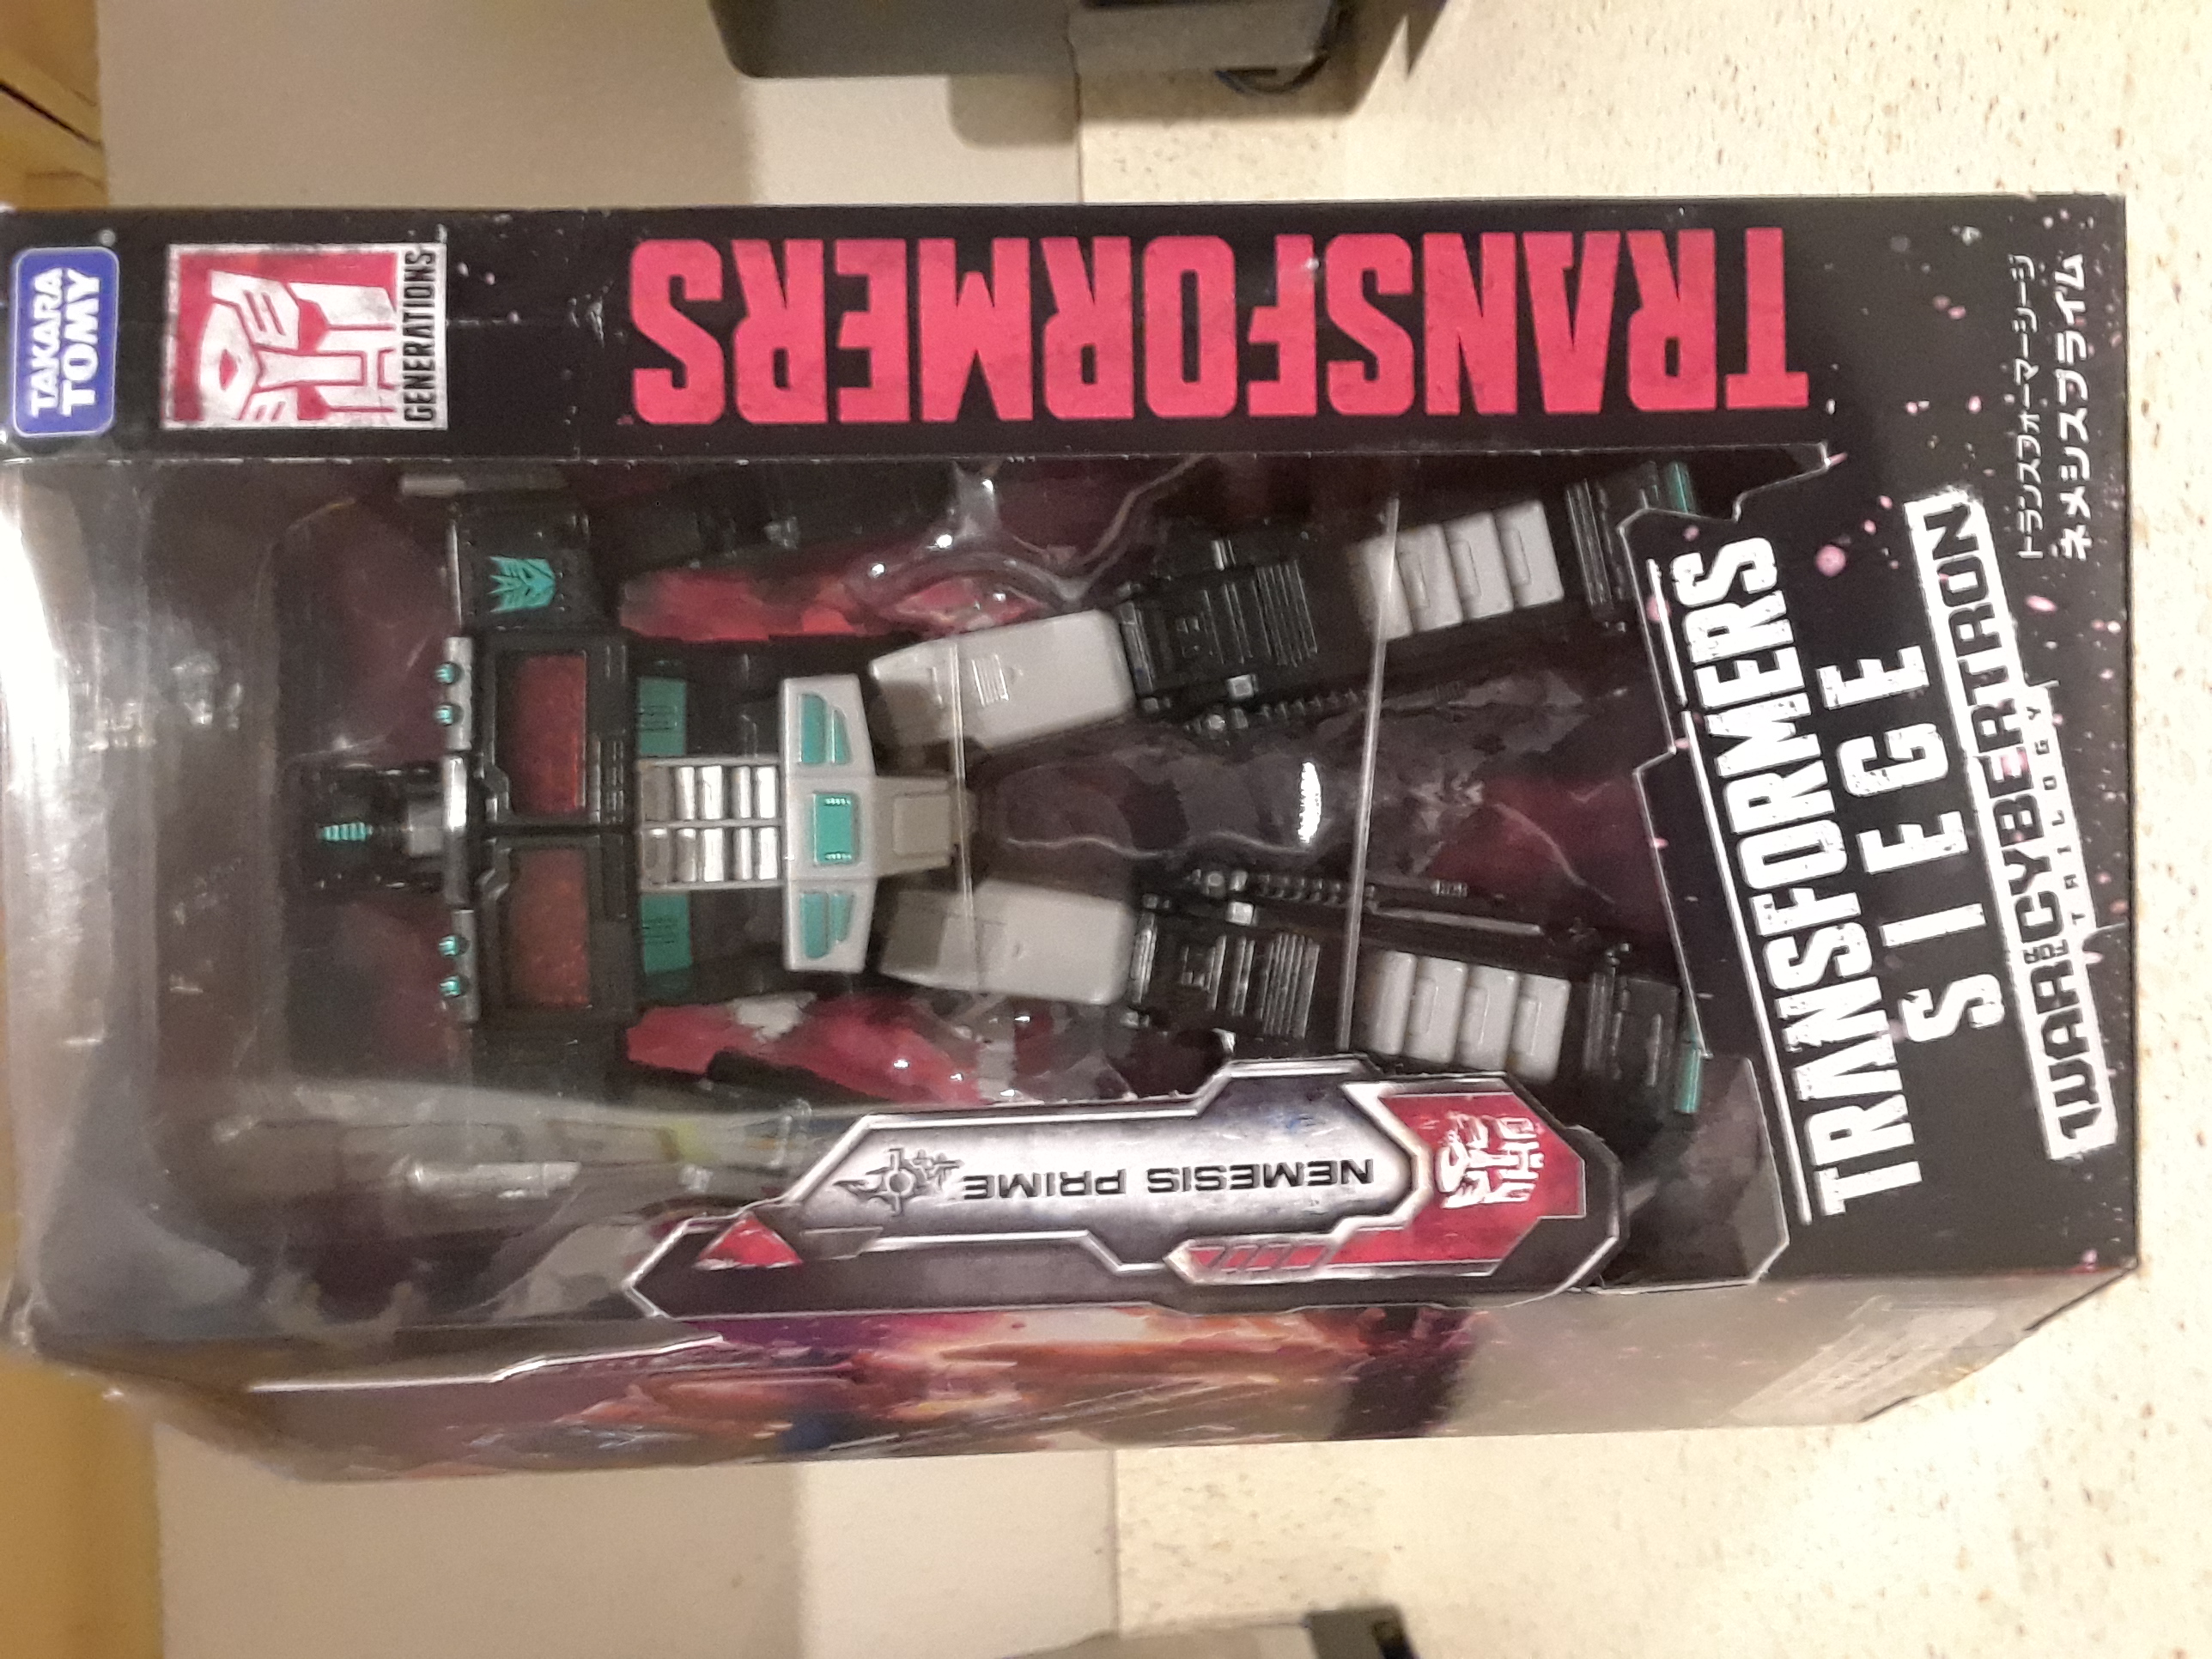 TAKARA
TOMY
GENERATIONS
TRANSFORMERS
NEMESIS PRIME
TRANSFORMERS
SIEGE
WAR FOR CYBERTRON
TRILOGY
トランスフォーマーシージ
ネメシスプライム